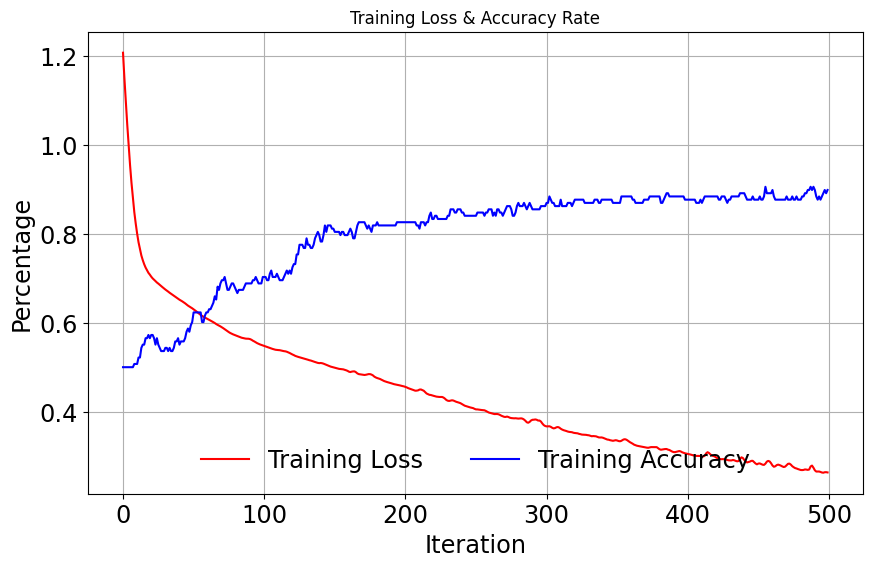 Training Loss & Accuracy Rate
1.2
1.0
0.8
0.6
0.4
Percentage
Training Loss
Training Accuracy
0
100
200
300
400
500
Iteration